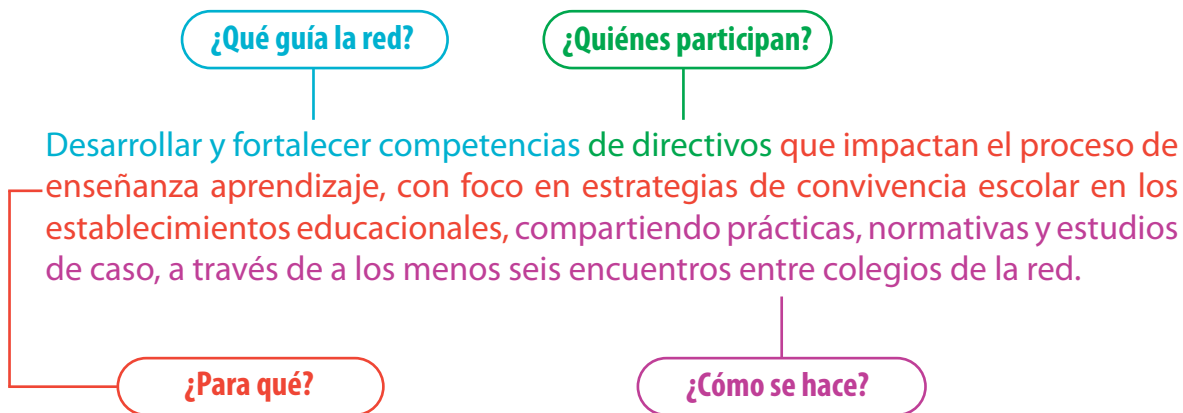 ¿Qué guía la red? ¿Quiénes participan?
Desarrollar y fortalecer competencias de directivos que impactan el proceso de
enseñanza aprendizaje, con foco en estrategias de convivencia escolar en los
establecimientos educacionales, compartiendo prácticas, normativas y estudios
de caso, a través de a los menos seis encuentros entre colegios de la red.
¿Para qué? ¿Cómo se hace?